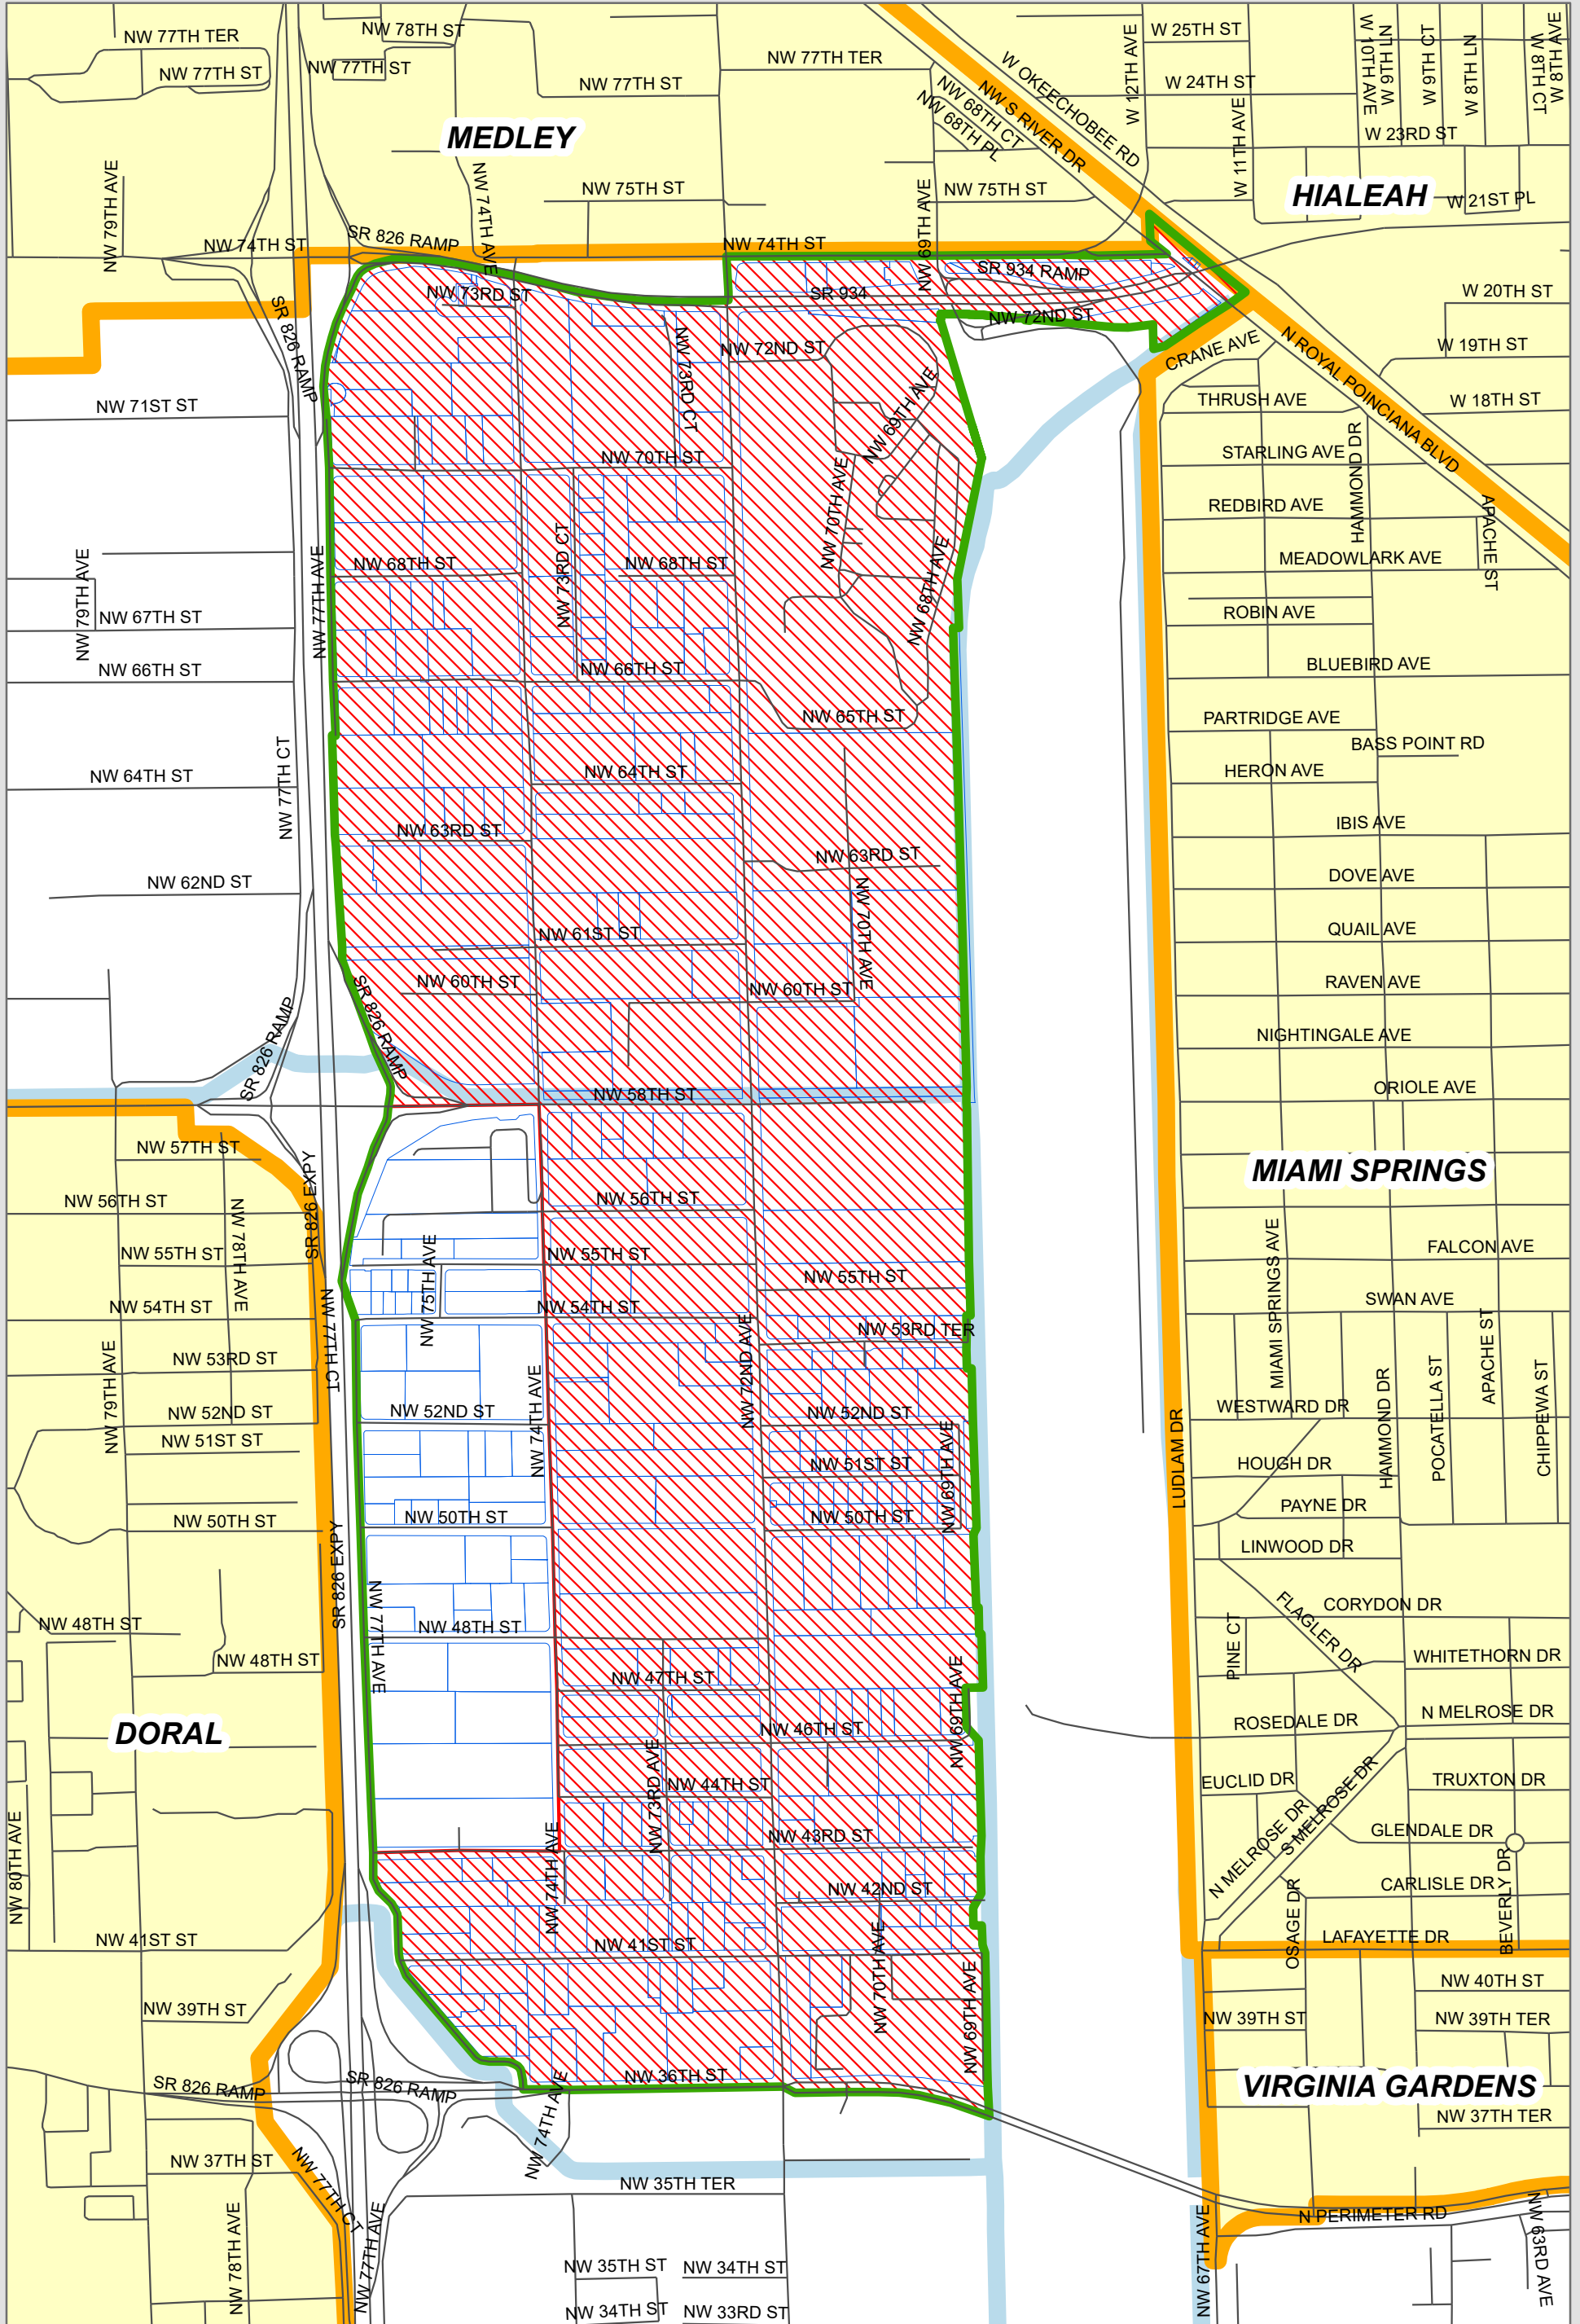 NW 77TH TER
NW 78TH ST
NW 77TH ST
NW 77TH ST
NW 77TH ST
NW 77TH TER
W OKEECHOBEE RD
NW S RIVER DR
NW 68TH CT
NW 68TH PL
W 12TH AVE
W 25TH ST
W 24TH ST
W 11TH AVE
W 10TH AVE
W 9TH LN
W 9TH CT
W 8TH LN
W 8TH CT
W 8TH AVE
W 23RD ST
MEDLEY
HIALEAH
W 21ST PL
NW 79TH AVE
NW 74TH AVE
NW 75TH ST
NW 69TH AVE
NW 75TH ST
NW 74TH ST
SR 826 RAMP
NW 74TH ST
SR 934 RAMP
SR 934
NW 73RD ST
NW 72ND ST
W 20TH ST
SR 826 RAMP
NW 73RD CT
NW 72ND ST
CRANE AVE
N ROYAL POINCIANA BLVD
W 19TH ST
NW 71ST ST
NW 69TH AVE
THRUSH AVE
W 18TH ST
NW 70TH ST
STARLING AVE
HAMMOND DR
NW 70TH AVE
REDBIRD AVE
APACHE ST
NW 79TH AVE
NW 77TH AVE
NW 68TH ST
NW 73RD CT
NW 68TH ST
NW 68TH AVE
MEADOWLARK AVE
NW 67TH ST
ROBIN AVE
NW 66TH ST
NW 66TH ST
BLUEBIRD AVE
NW 65TH ST
PARTRIDGE AVE
BASS POINT RD
NW 77TH CT
NW 64TH ST
NW 64TH ST
HERON AVE
NW 63RD ST
IBIS AVE
NW 63RD ST
NW 62ND ST
DOVE AVE
NW 70TH AVE
NW 61ST ST
QUAIL AVE
NW 60TH ST
NW 60TH ST
RAVEN AVE
SR 826 RAMP
SR 826 RAMP
NIGHTINGALE AVE
NW 58TH ST
ORIOLE AVE
NW 57TH ST
MIAMI SPRINGS
NW 56TH ST
NW 78TH AVE
SR 826 EXPY
NW 56TH ST
NW 55TH ST
NW 75TH AVE
NW 55TH ST
NW 55TH ST
MIAMI SPRINGS AVE
FALCON AVE
NW 54TH ST
NW 77TH CT
NW 54TH ST
SWAN AVE
NW 53RD TER
NW 72ND AVE
APACHE ST
NW 79TH AVE
NW 53RD ST
NW 74TH AVE
POCATELLA ST
CHIPPEWA ST
HAMMOND DR
NW 52ND ST
NW 52ND ST
NW 52ND ST
WESTWARD DR
LUDLAM DR
NW 51ST ST
NW 51ST ST
NW 69TH AVE
HOUGH DR
NW 50TH ST
NW 50TH ST
NW 50TH ST
PAYNE DR
SR 826 EXPY
LINWOOD DR
NW 77TH AVE
FLAGLER DR
CORYDON DR
NW 48TH ST
NW 48TH ST
PINE CT
NW 48TH ST
NW 47TH ST
WHITETHORN DR
NW 69TH AVE
DORAL
NW 46TH ST
ROSEDALE DR
N MELROSE DR
NW 73RD AVE
NW 44TH ST
EUCLID DR
TRUXTON DR
N MELROSE DR
S MELROSE DR
NW 80TH AVE
NW 74TH AVE
NW 43RD ST
GLENDALE DR
NW 42ND ST
CARLISLE DR
BEVERLY DR
OSAGE DR
NW 41ST ST
NW 41ST ST
NW 70TH AVE
LAFAYETTE DR
NW 69TH AVE
NW 40TH ST
NW 39TH ST
NW 39TH ST
NW 39TH TER
SR 826 RAMP
SR 826 RAMP
NW 36TH ST
VIRGINIA GARDENS
NW 74TH AVE
NW 37TH TER
NW 37TH ST
NW 77TH CT
NW 35TH TER
NW 78TH AVE
NW 77TH AVE
NW 67TH AVE
N PERIMETER RD
NW 63RD AVE
NW 35TH ST
NW 34TH ST
NW 34TH ST
NW 33RD ST